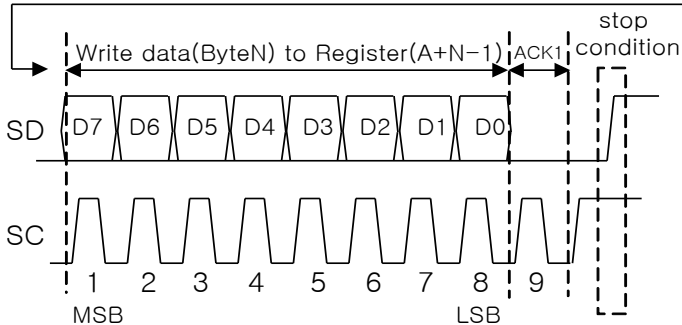 stop
condition
Write data(ByteN) to Register(A+N-1) ACK1
SD D7 D6 D5 D4 D3 D2 D1 D0
SC
1 2 3 4 5 6 7 8 9
MSB LSB